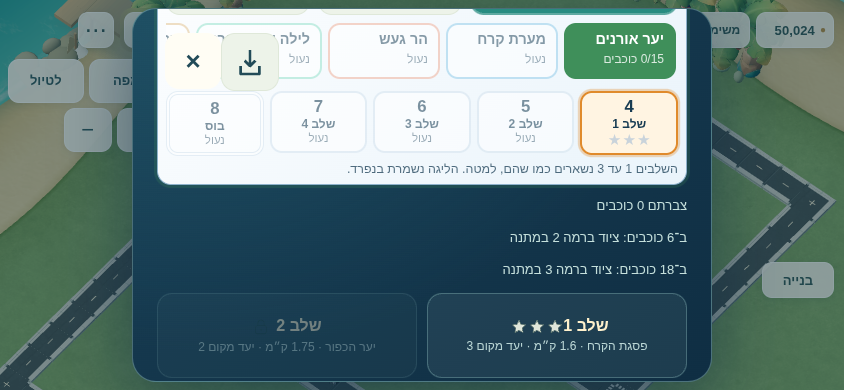 50,024
משימ
...
לטיול
מפה
–
בנייה
יער אורנים
0/15 כוכבים
מערת קרח
נעול
הר געש
נעול
לילה
נעול
4
שלב 1
★★★
5
שלב 2
נעול
6
שלב 3
נעול
7
שלב 4
נעול
8
בוס
נעול
השלבים 1 עד 3 נשארים כמו שהם, למטה. הליגה נשמרת בנפרד.
צברתם 0 כוכבים
ב־6 כוכבים: ציוד ברמה 2 במתנה
ב־18 כוכבים: ציוד ברמה 3 במתנה
שלב 1 ★★★
פסגת הקרח · 1.6 ק״מ · יעד מקום 3
שלב 2
יער הכפור · 1.75 ק״מ · יעד מקום 2